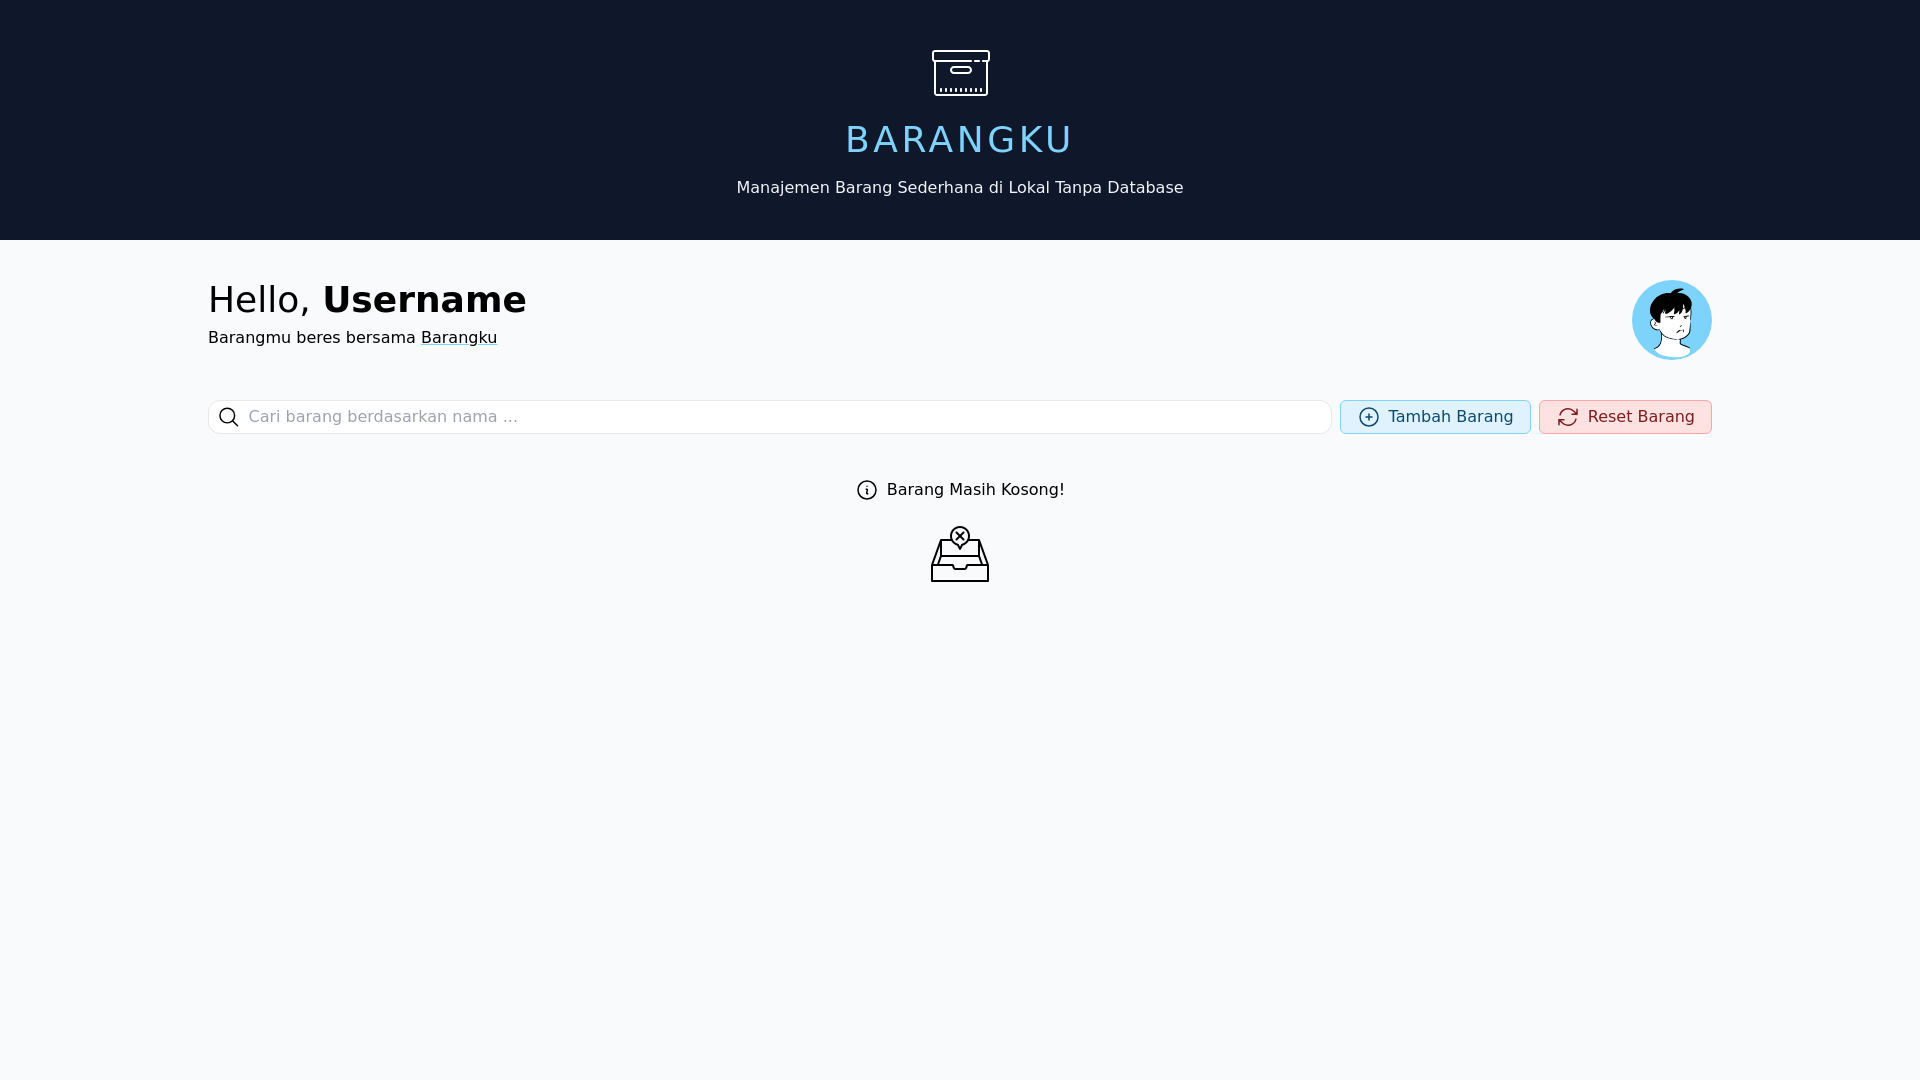 BARANGKU
Manajemen Barang Sederhana di Lokal Tanpa Database
Hello, Username
Barangmu beres bersama Barangku
Cari barang berdasarkan nama ...
Tambah Barang
Reset Barang
Barang Masih Kosong!